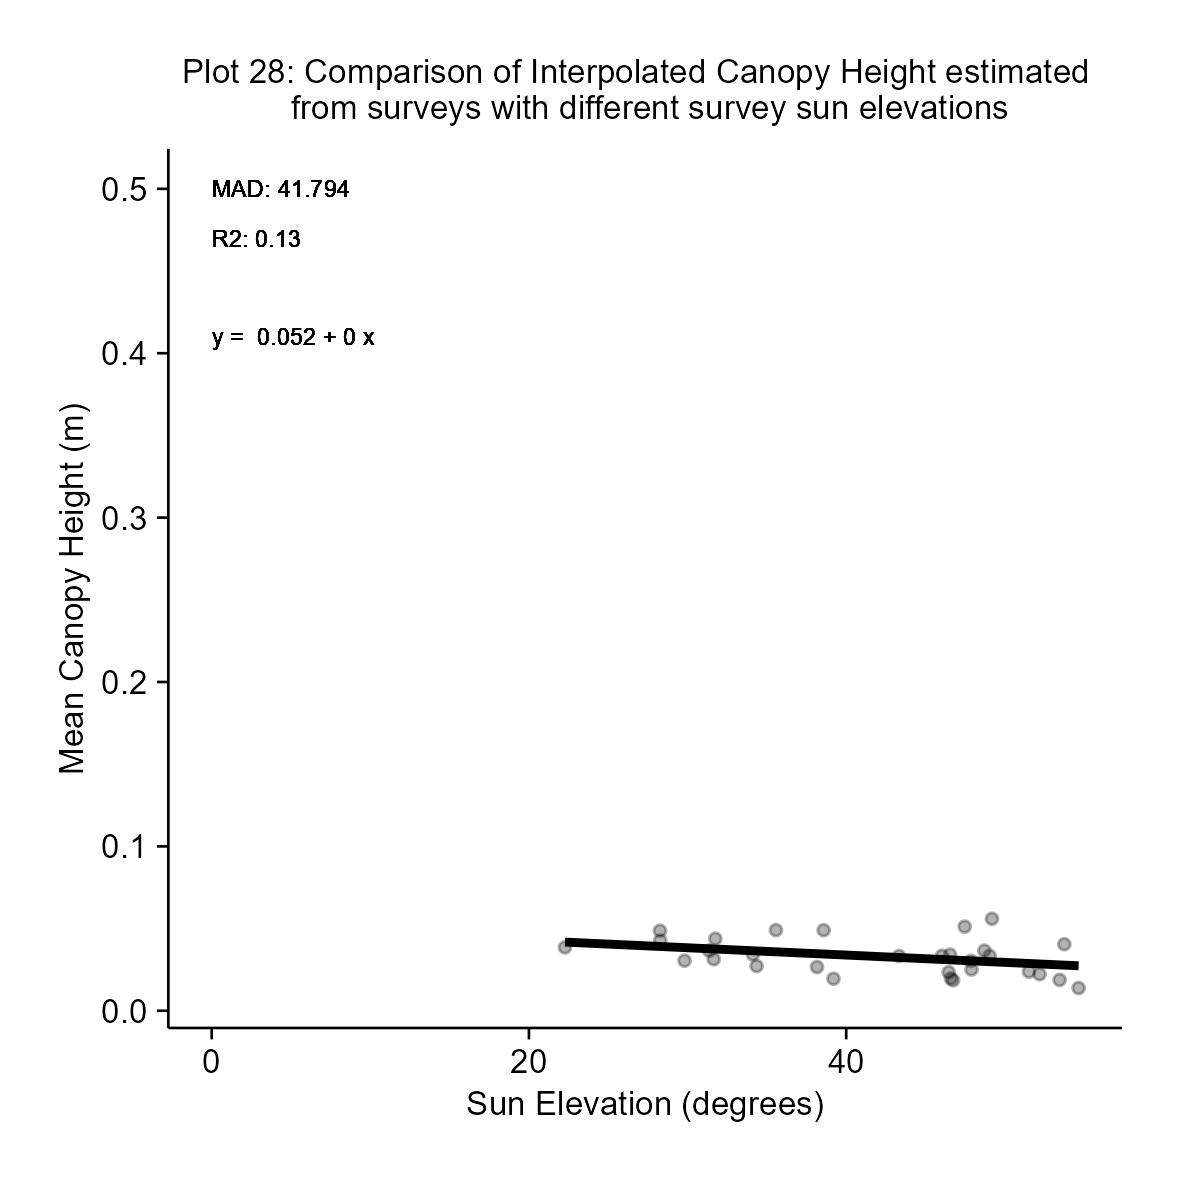 Plot 28: Comparison of Interpolated Canopy Height estimated
from surveys with different survey sun elevations
0.5
MAD: 41.794
R2: 0.13
y = 0.052 + 0 x
0.4
0.3
0.2
0.1
0.0
Mean Canopy Height (m)
0 20 40
Sun Elevation (degrees)